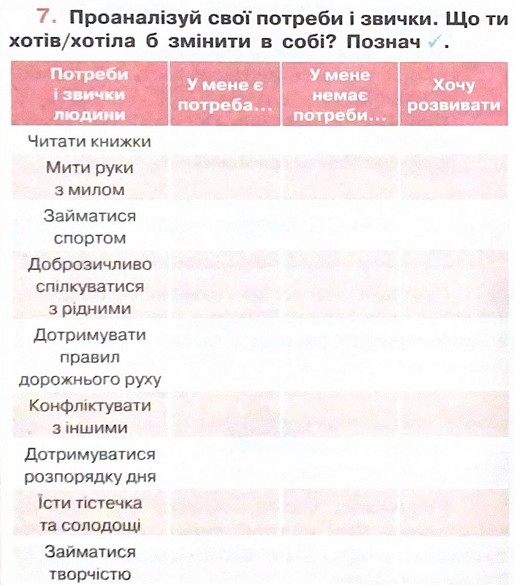 7. Проаналізуй свої потреби і звички. Що ти
хотів/хотіла б змінити в собі? Познач ✓.
Потреби
і звички
людини
У мене є
потреба...
У мене
немає
потреби...
Хочу
розвивати
Читати книжки
Мити руки
з милом
Займатися
спортом
Доброзичливо
спілкуватися
з рідними
Дотримувати
правил
дорожнього руху
Конфліктувати
з іншими
Дотримуватися
розпорядку дня
Їсти тістечка
та солодощі
Займатися
творчістю